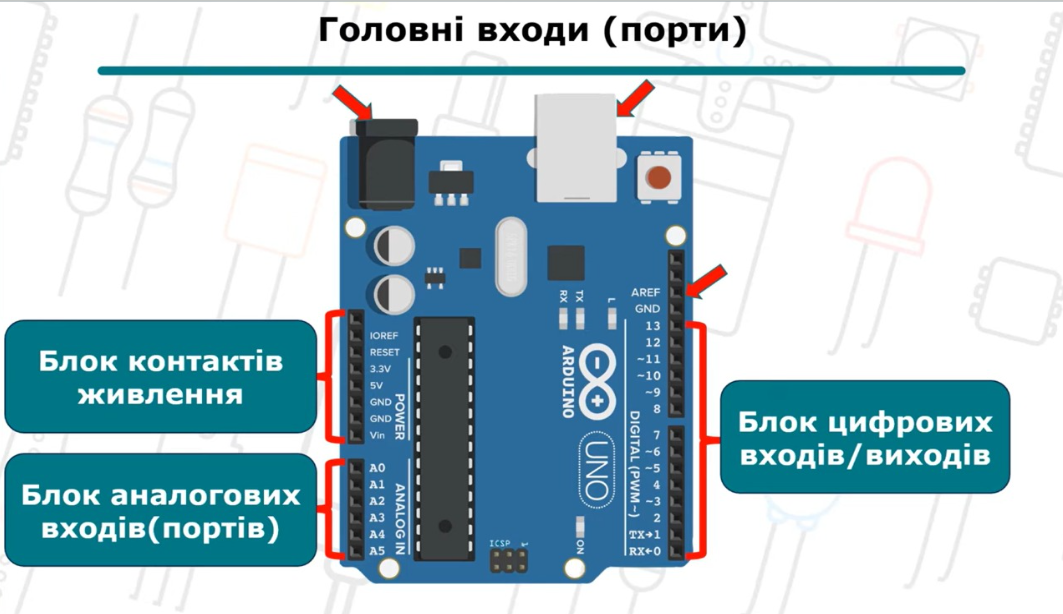 Головні входи (порти)
Блок контактів
живлення
Блок аналогових
входів(портів)
Блок цифрових
входів/виходів
IOREF
RESET
3.3V
5V
GND
GND
Vin
POWER
A0
A1
A2
A3
A4
A5
ANALOG IN
RX
TX
L
ARDUINO
UNO
ON
ICSP
1
AREF
GND
13
12
~11
~10
~9
8
7
~6
~5
4
~3
2
TX→1
RX←0
DIGITAL (PWM~)